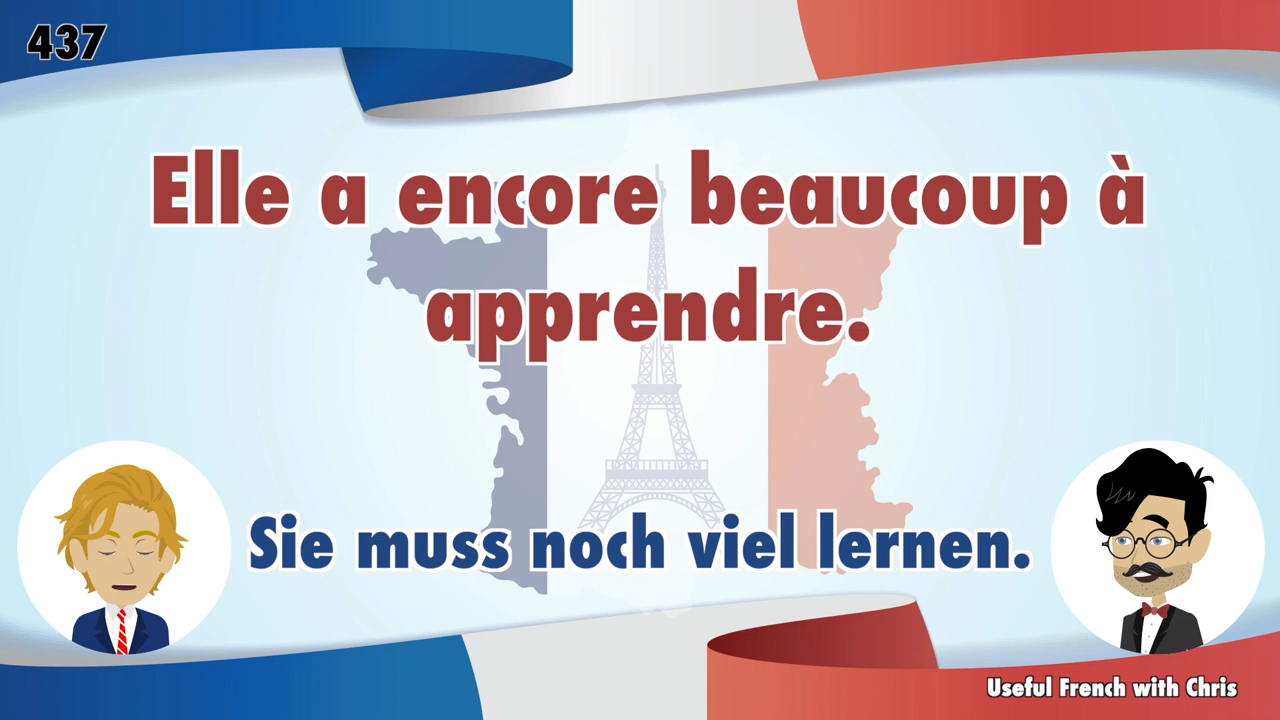 437
Elle a encore beaucoup à
apprendre.
Sie muss noch viel lernen.
Useful French with Chris